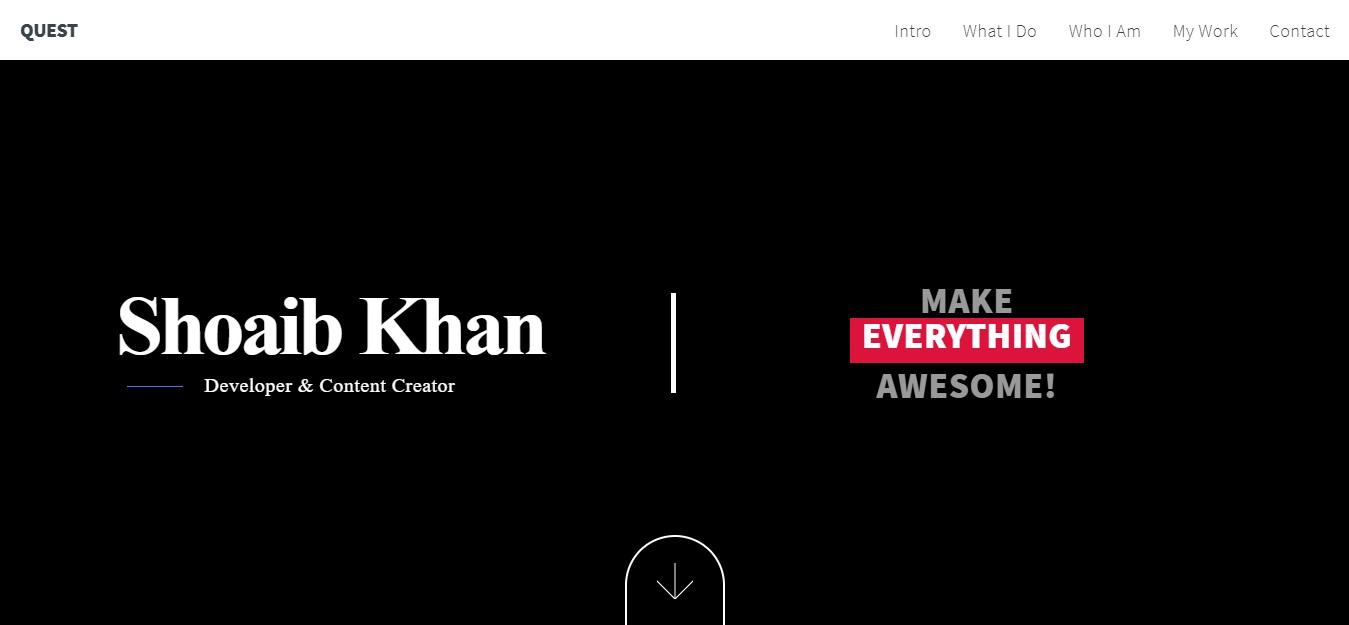 QUEST
Intro What I Do Who I Am My Work Contact
Shoaib Khan
Developer & Content Creator
MAKE
EVERYTHING
AWESOME!